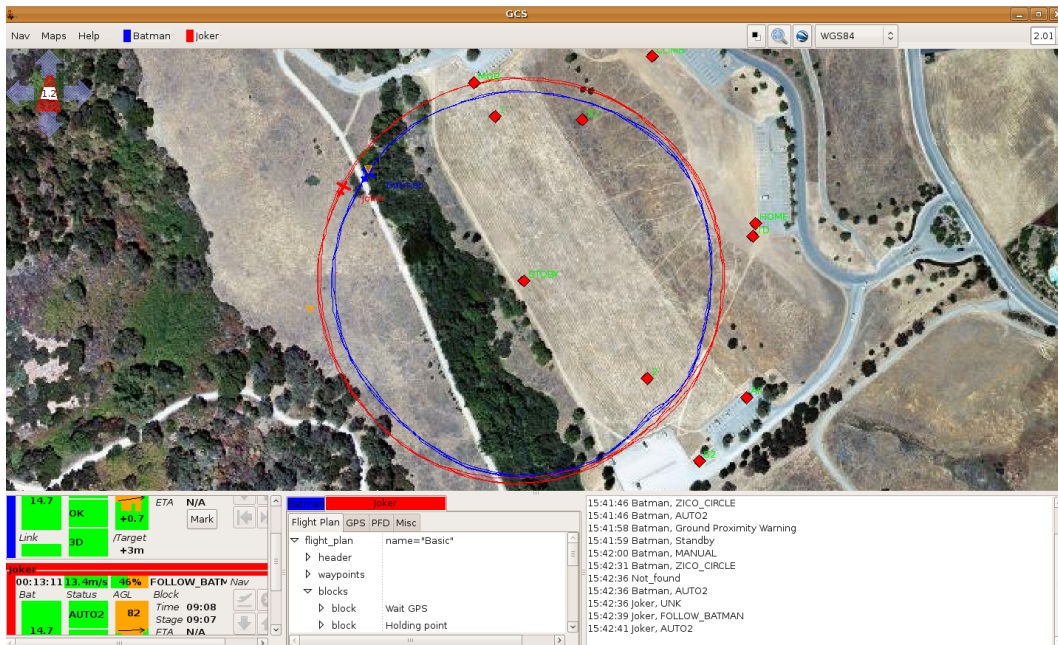 GCS
Nav Maps Help Batman Joker WGS84 2.01
1.2
HOME
TD
STDBY
2
14.7 OK +0.7 ETA N/A
Mark
Link 3D /Target
+3m
Joker
00:13:11 13.4m/s 46% FOLLOW_BATM Nav
Bat Status AGL Block
Time 09:08
AUTO2 82 Stage 09:07
14.7 ETA N/A
Batman Joker
Flight Plan GPS PFD Misc
flight_plan name="Basic"
header
waypoints
blocks
block Wait GPS
block Holding point
15:41:46 Batman, ZICO_CIRCLE
15:41:46 Batman, AUTO2
15:41:58 Batman, Ground Proximity Warning
15:41:59 Batman, Standby
15:42:00 Batman, MANUAL
15:42:31 Batman, ZICO_CIRCLE
15:42:36 Not_found
15:42:36 Batman, AUTO2
15:42:36 Joker, UNK
15:42:39 Joker, FOLLOW_BATMAN
15:42:41 Joker, AUTO2